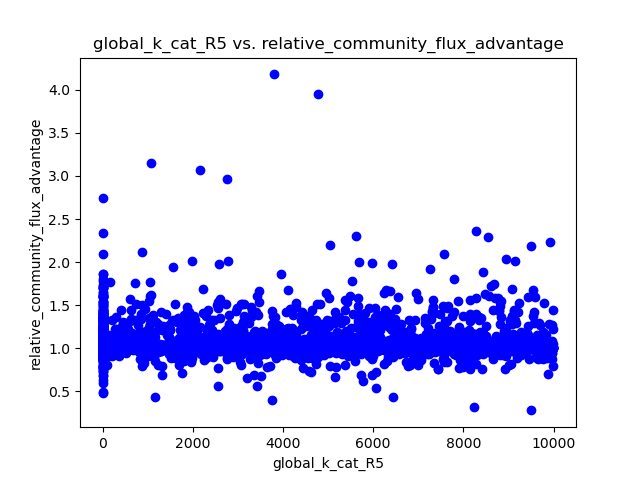 global_k_cat_R5 vs. relative_community_flux_advantage
relative_community_flux_advantage
4.0
3.5
3.0
2.5
2.0
1.5
1.0
0.5
0 2000 4000 6000 8000 10000
global_k_cat_R5